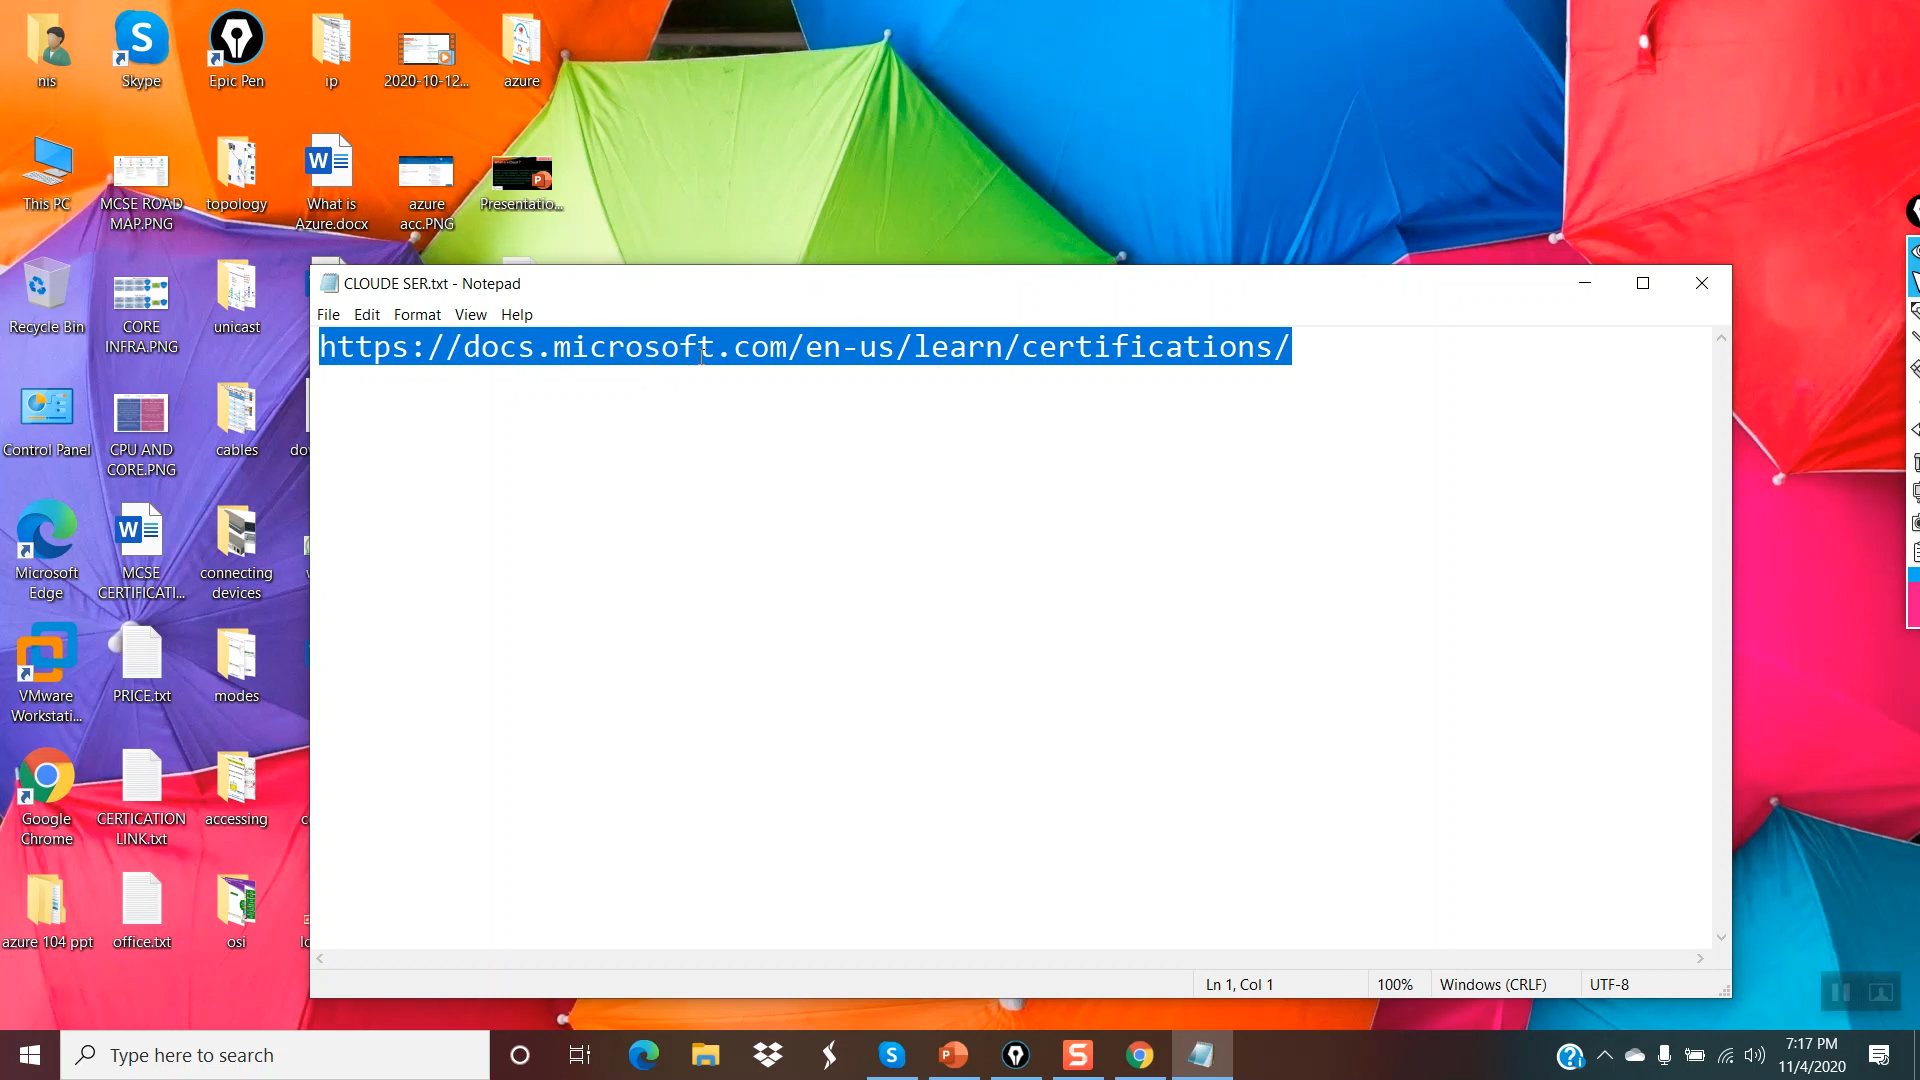 nis
Skype
Epic Pen
ip
2020-10-12...
azure
This PC
MCSE ROAD
MAP.PNG
topology
What is
Azure.docx
azure
acc.PNG
Presentatio...
Recycle Bin
CORE
INFRA.PNG
unicast
CLOUDE SER.txt - Notepad
File Edit Format View Help
https://docs.microsoft.com/en-us/learn/certifications/
Control Panel
CPU AND
CORE.PNG
cables
Microsoft
Edge
MCSE
CERTIFICATI...
connecting
devices
VMware
Workstati...
PRICE.txt
modes
Google
Chrome
CERTICATION
LINK.txt
accessing
azure 104 ppt
office.txt
osi
Ln 1, Col 1 100% Windows (CRLF) UTF-8
Type here to search
7:17 PM
11/4/2020